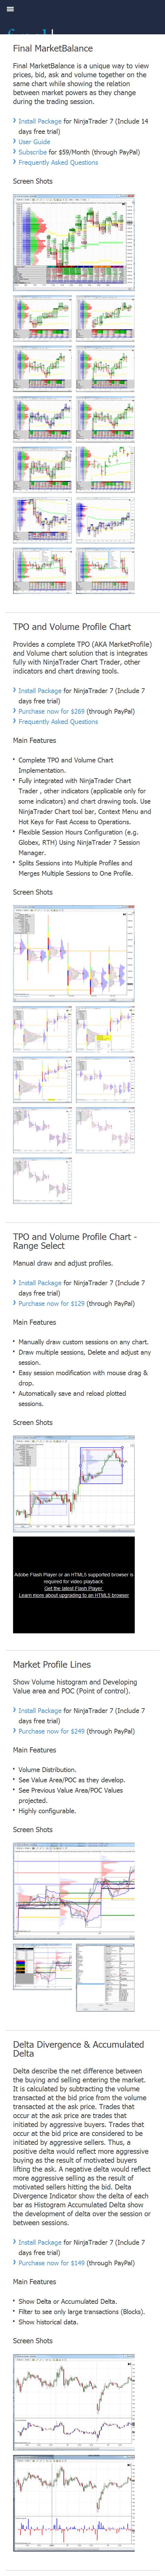 Final MarketBalance
Final MarketBalance is a unique way to view
prices, bid, ask and volume together on the
same chart while showing the relation
between market powers as they change
during the trading session.
Install Package for NinjaTrader 7 (Include 14
days free trial)
User Guide
Subscribe for $59/Month (through PayPal)
Frequently Asked Questions
Screen Shots
TPO and Volume Profile Chart
Provides a complete TPO (AKA MarketProfile)
and Volume chart solution that is integrates
fully with NinjaTrader Chart Trader, other
indicators and chart drawing tools.
Install Package for NinjaTrader 7 (Include 7
days free trial)
Purchase now for $269 (through PayPal)
Frequently Asked Questions
Main Features
• Complete TPO and Volume Chart
Implementation.
• Fully integrated with NinjaTrader Chart
Trader , other indicators (applicable only for
some indicators) and chart drawing tools. Use
NinjaTrader Chart tool bar, Context Menu and
Hot Keys for Fast Access to Operations.
• Flexible Session Hours Configuration (e.g.
Globex, RTH) Using NinjaTrader 7 Session
Manager.
• Splits Sessions into Multiple Profiles and
Merges Multiple Sessions to One Profile.
Screen Shots
TPO and Volume Profile Chart -
Range Select
Manual draw and adjust profiles.
Install Package for NinjaTrader 7 (Include 7
days free trial)
Purchase now for $129 (through PayPal)
Main Features
• Manually draw custom sessions on any chart.
• Draw multiple sessions, Delete and adjust any
session.
• Easy session modification with mouse drag &
drop.
• Automatically save and reload plotted
sessions.
Screen Shots
Adobe Flash Player or an HTML5 supported browser is
required for video playback.
Get the latest Flash Player
Learn more about upgrading to an HTML5 browser
Market Profile Lines
Show Volume histogram and Developing
Value area and POC (Point of control).
Install Package for NinjaTrader 7 (Include 7
days free trial)
Purchase now for $249 (through PayPal)
Main Features
• Volume Distribution.
• See Value Area/POC as they develop.
• See Previous Value Area/POC Values
projected.
• Highly configurable.
Screen Shots
Delta Divergence & Accumulated
Delta
Delta describe the net difference between
the buying and selling entering the market.
It is calculated by subtracting the volume
transacted at the bid price from the volume
transacted at the ask price. Trades that
occur at the ask price are trades that
initiated by aggressive buyers. Trades that
occur at the bid price are considered to be
initiated by aggressive sellers. Thus, a
positive delta would reflect more aggressive
buying as the result of motivated buyers
lifting the ask. A negative delta would reflect
more aggressive selling as the result of
motivated sellers hitting the bid. Delta
Divergence Indicator show the delta of each
bar as Histogram Accumulated Delta show
the development of delta over the session or
between sessions.
Install Package for NinjaTrader 7 (Include 7
days free trial)
Purchase now for $149 (through PayPal)
Main Features
• Show Delta or Accumulated Delta.
• Filter to see only large transactions (Blocks).
• Show historical data.
Screen Shots